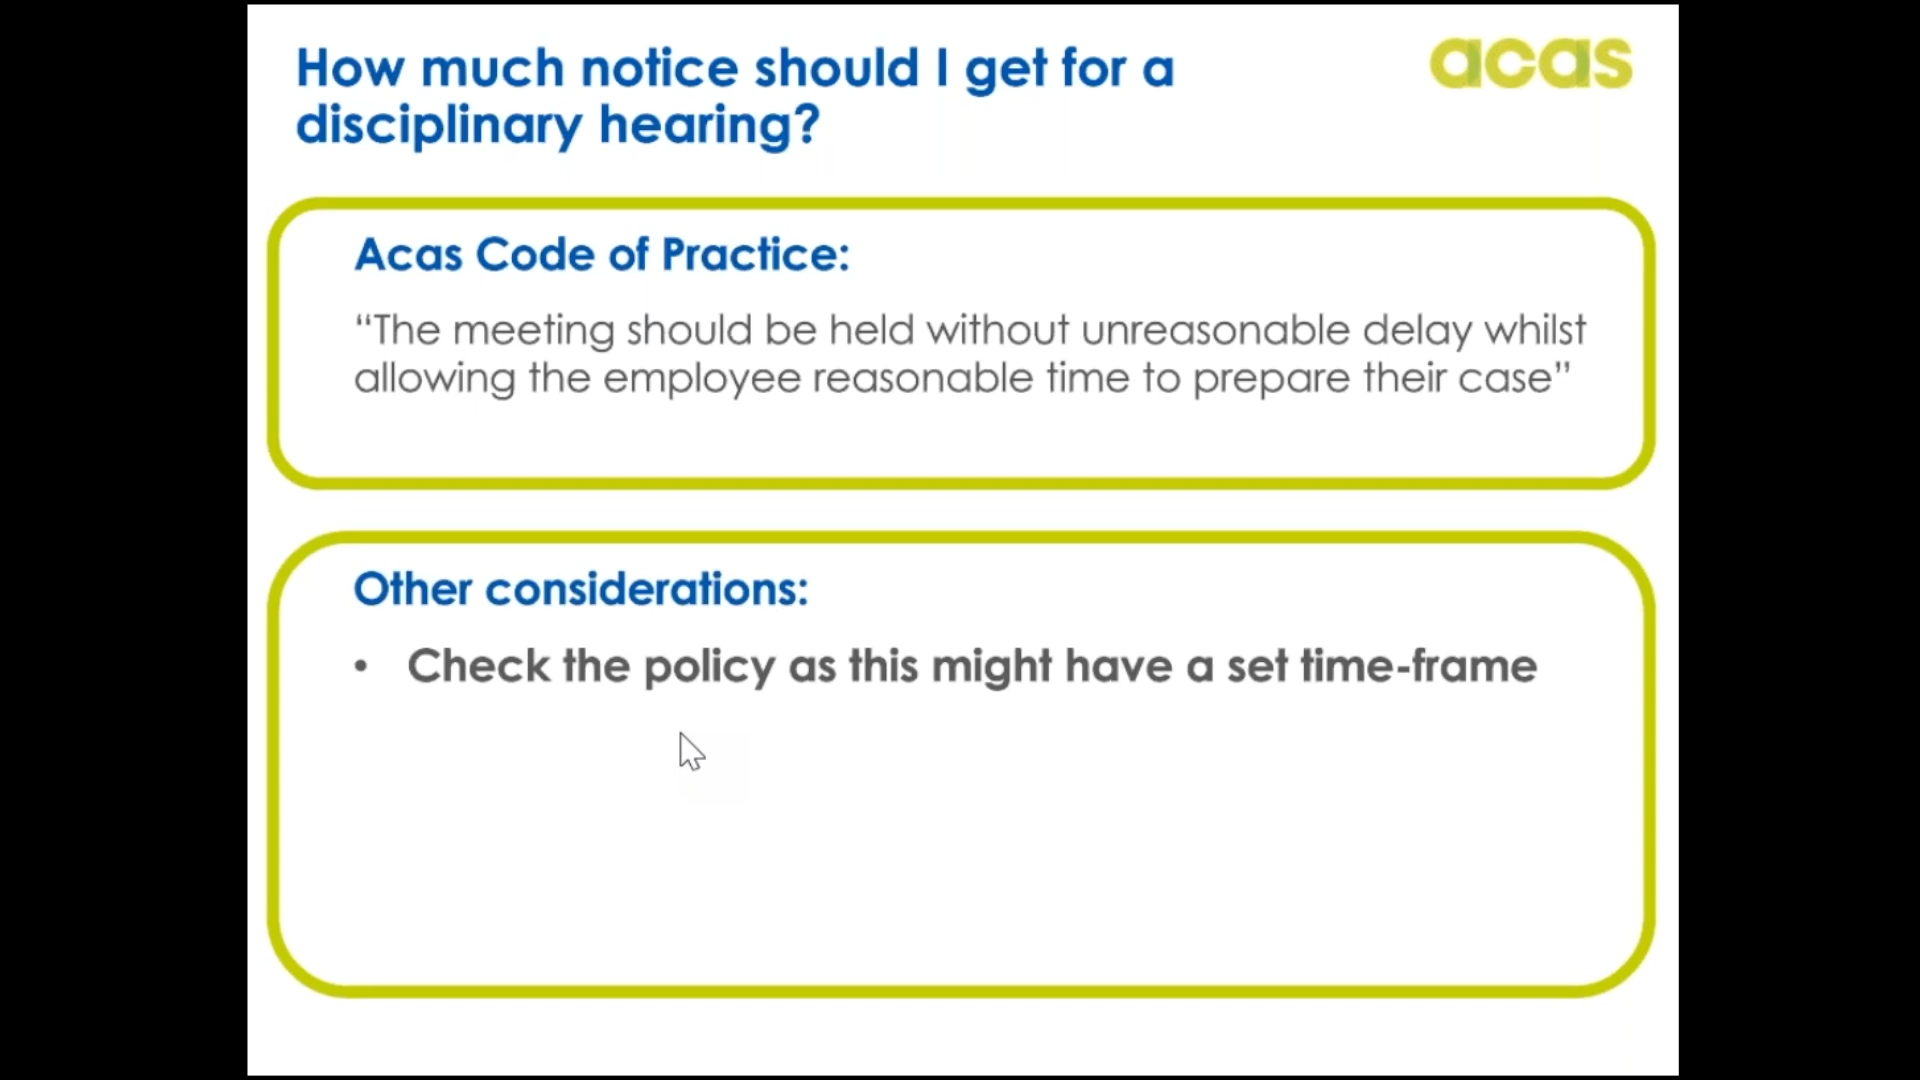 How much notice should I get for a
disciplinary hearing?
acas
Acas Code of Practice:
“The meeting should be held without unreasonable delay whilst
allowing the employee reasonable time to prepare their case”
Other considerations:
• Check the policy as this might have a set time-frame